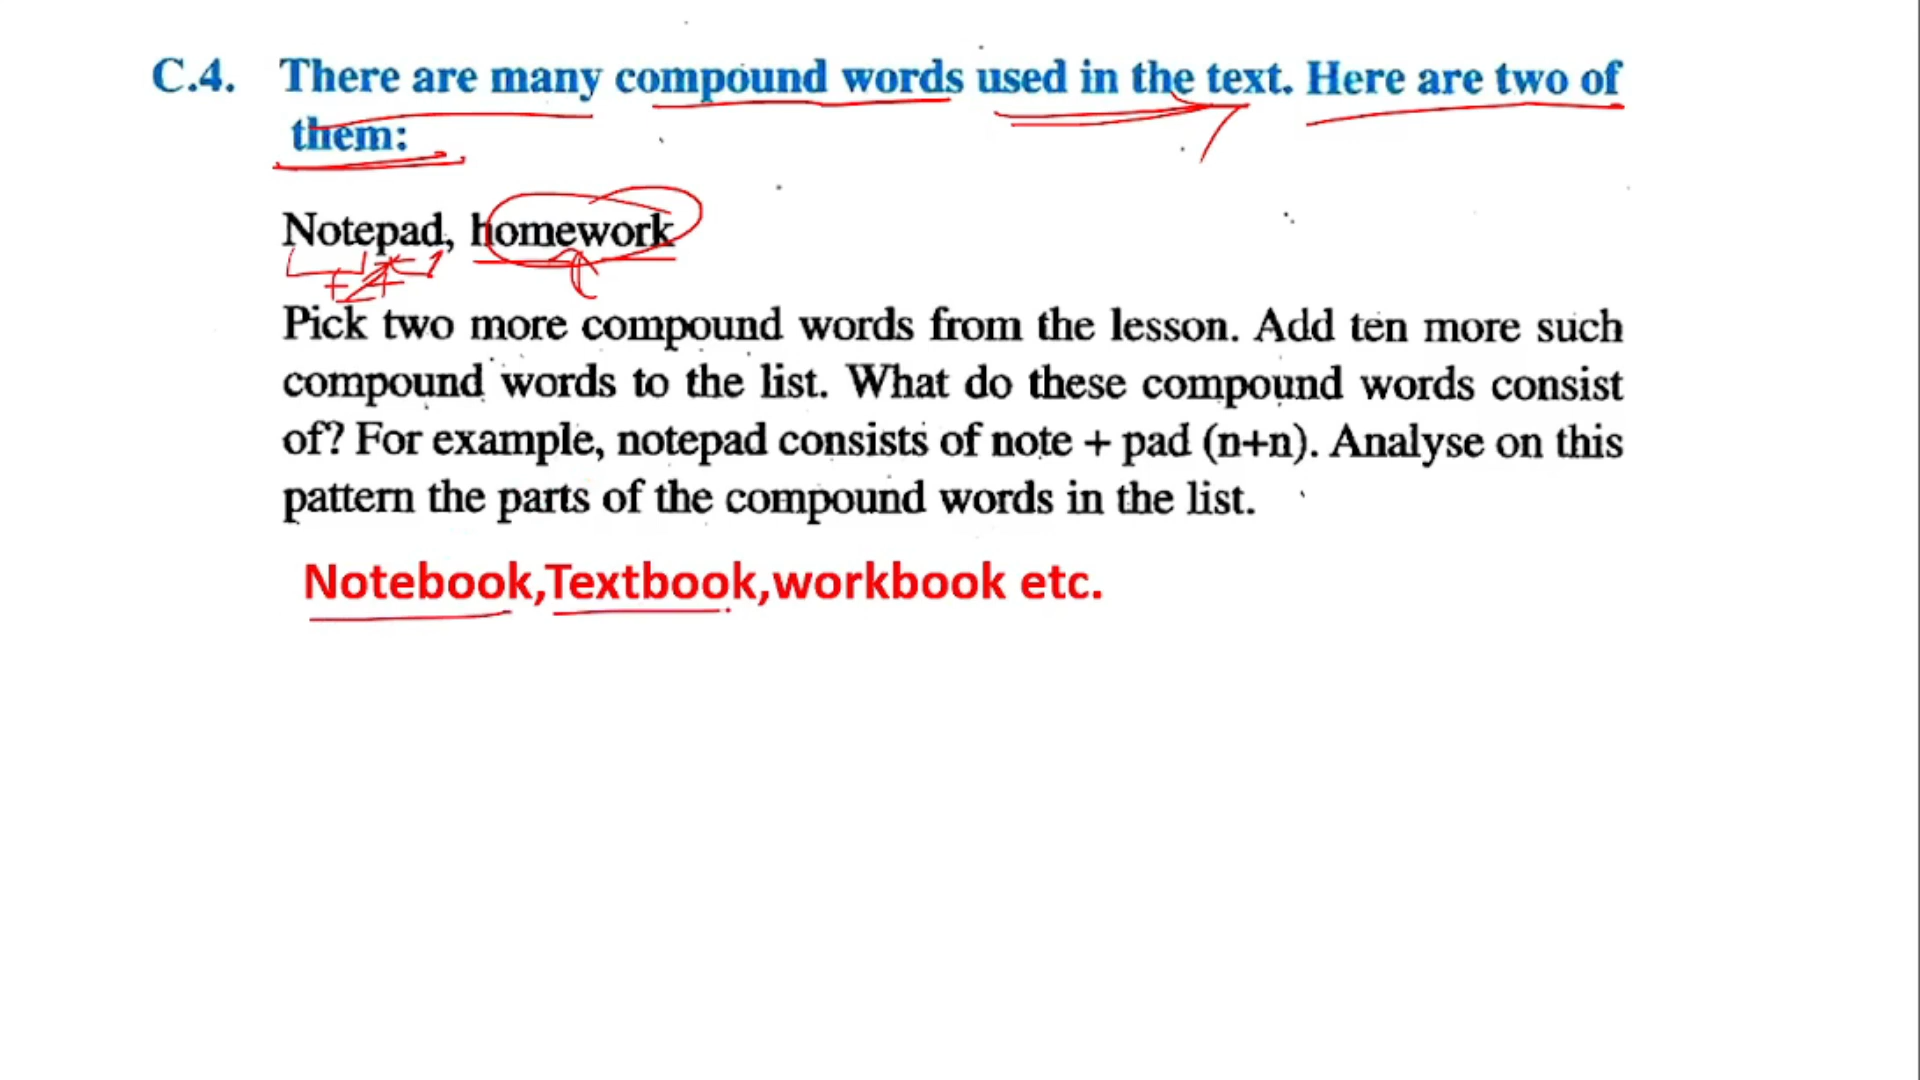 C.4. There are many compound words used in the text. Here are two of
them:
Notepad, homework
Pick two more compound words from the lesson. Add ten more such
compound words to the list. What do these compound words consist
of? For example, notepad consists of note + pad (n+n). Analyse on this
pattern the parts of the compound words in the list.
Notebook,Textbook,workbook etc.